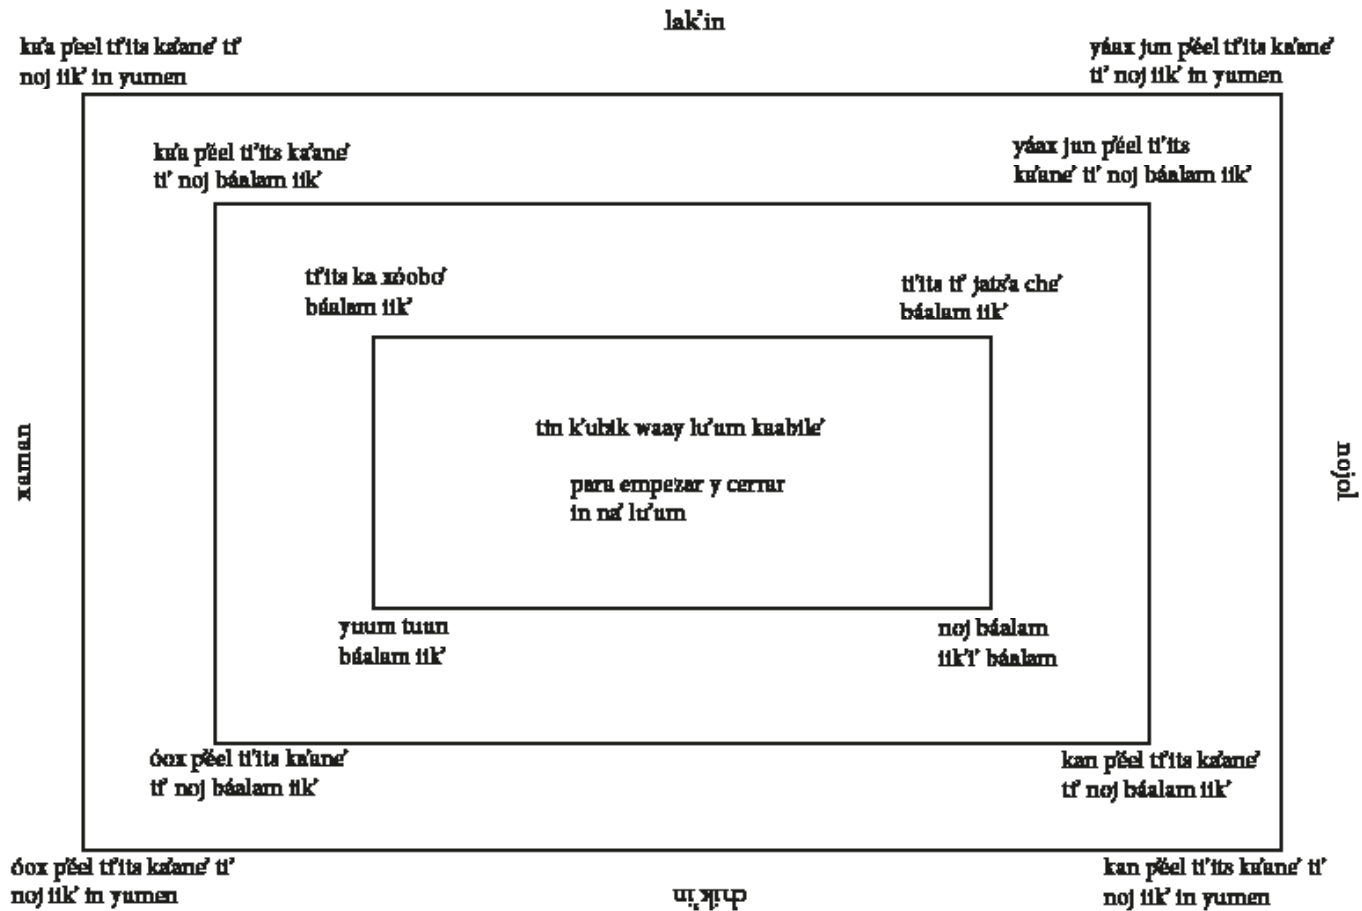 lak'in
ka'a p'éel ti'its ka'ane' ti'
noj iik' in yumen
yáax jun p'éel ti'its ka'ane'
ti' noj iik' in yumen
ka'a p'éel ti'its ka'ane'
ti' noj báalam iik'
yáax jun p'éel ti'its
ka'ane' ti' noj báalam iik'
ti'its ka xóobo'
báalam iik'
ti'its ti' jats'a che'
báalam iik'
xaman
nojol
tin k'ubik waay lu'um kaabile'
para empezar y cerrar
in na' lu'um
yuum tuun
báalam iik'
noj báalam
iik'i' báalam
óox p'éel ti'its ka'ane'
ti' noj báalam iik'
kan p'éel ti'its ka'ane'
ti' noj báalam iik'
óox p'éel ti'its ka'ane' ti'
noj iik' in yumen
kan p'éel ti'its ka'ane' ti'
noj iik' in yumen
chik'in